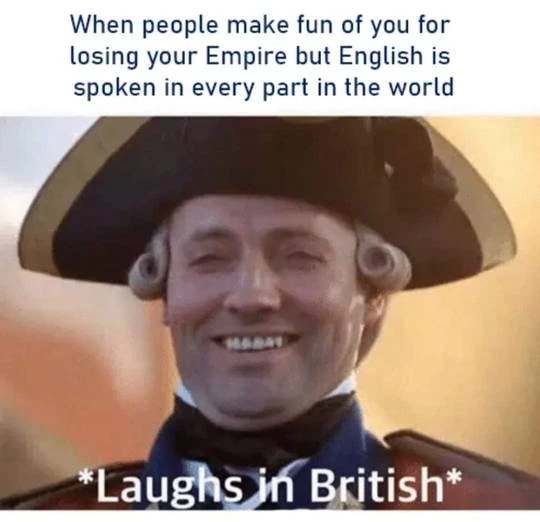 When people make fun of you for
losing your Empire but English is
spoken in every part in the world
*Laughs in British*